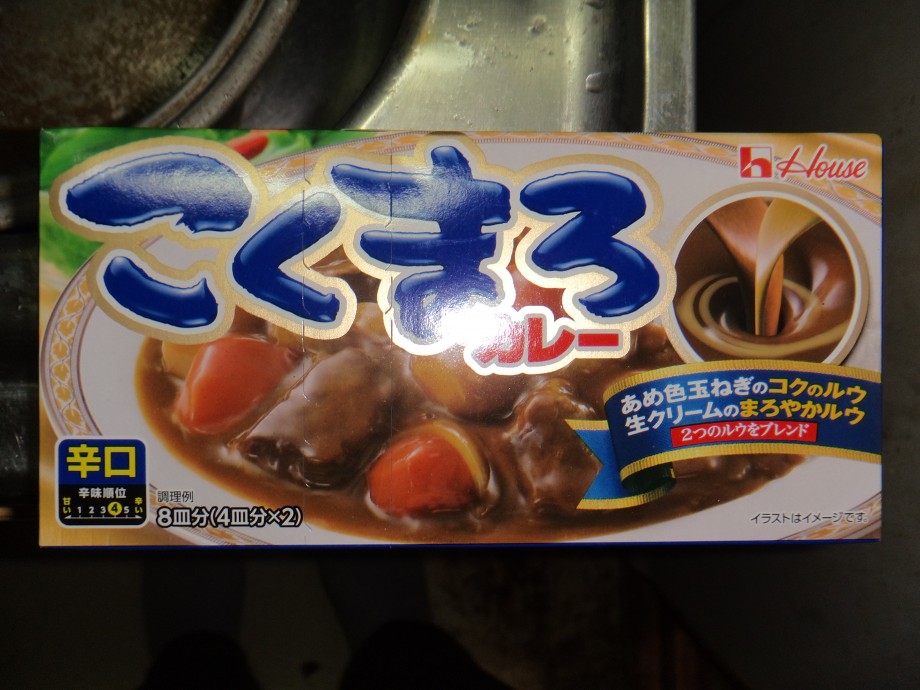 House
こくまろ
カレー
あめ色玉ねぎのコクのルウ
生クリームのまろやかルウ
2つのルウをブレンド
辛口
辛味順位
甘い 1 2 3 4 5 辛い
調理例
8皿分(4皿分×2)
イラストはイメージです。